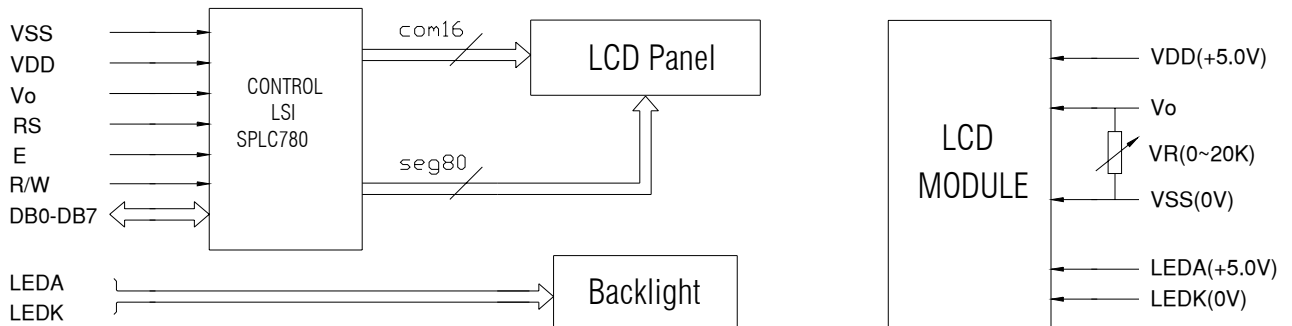 VSS
VDD
Vo
RS
E
R/W
DB0-DB7
LEDA
LEDK
CONTROL
LSI
SPLC780
com16
seg80
LCD Panel
Backlight
LCD
MODULE
VDD(+5.0V)
Vo
VR(0~20K)
VSS(0V)
LEDA(+5.0V)
LEDK(0V)